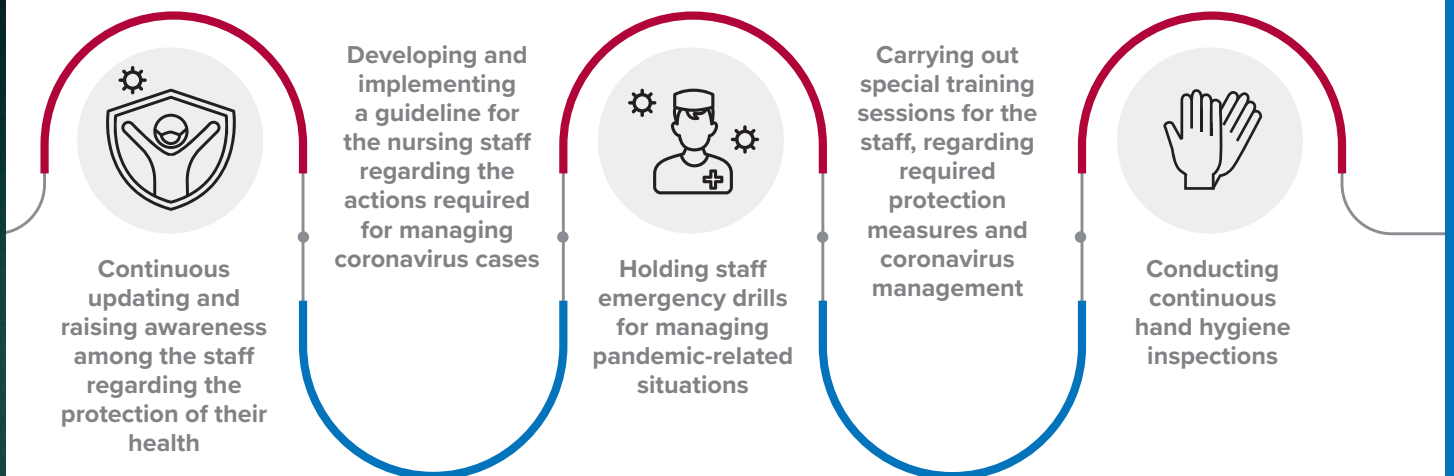 Continuous
updating and
raising awareness
among the staff
regarding the
protection of their
health
Developing and
implementing
a guideline for
the nursing staff
regarding the
actions required
for managing
coronavirus cases
Holding staff
emergency drills
for managing
pandemic-related
situations
Carrying out
special training
sessions for the
staff, regarding
required
protection
measures and
coronavirus
management
Conducting
continuous
hand hygiene
inspections